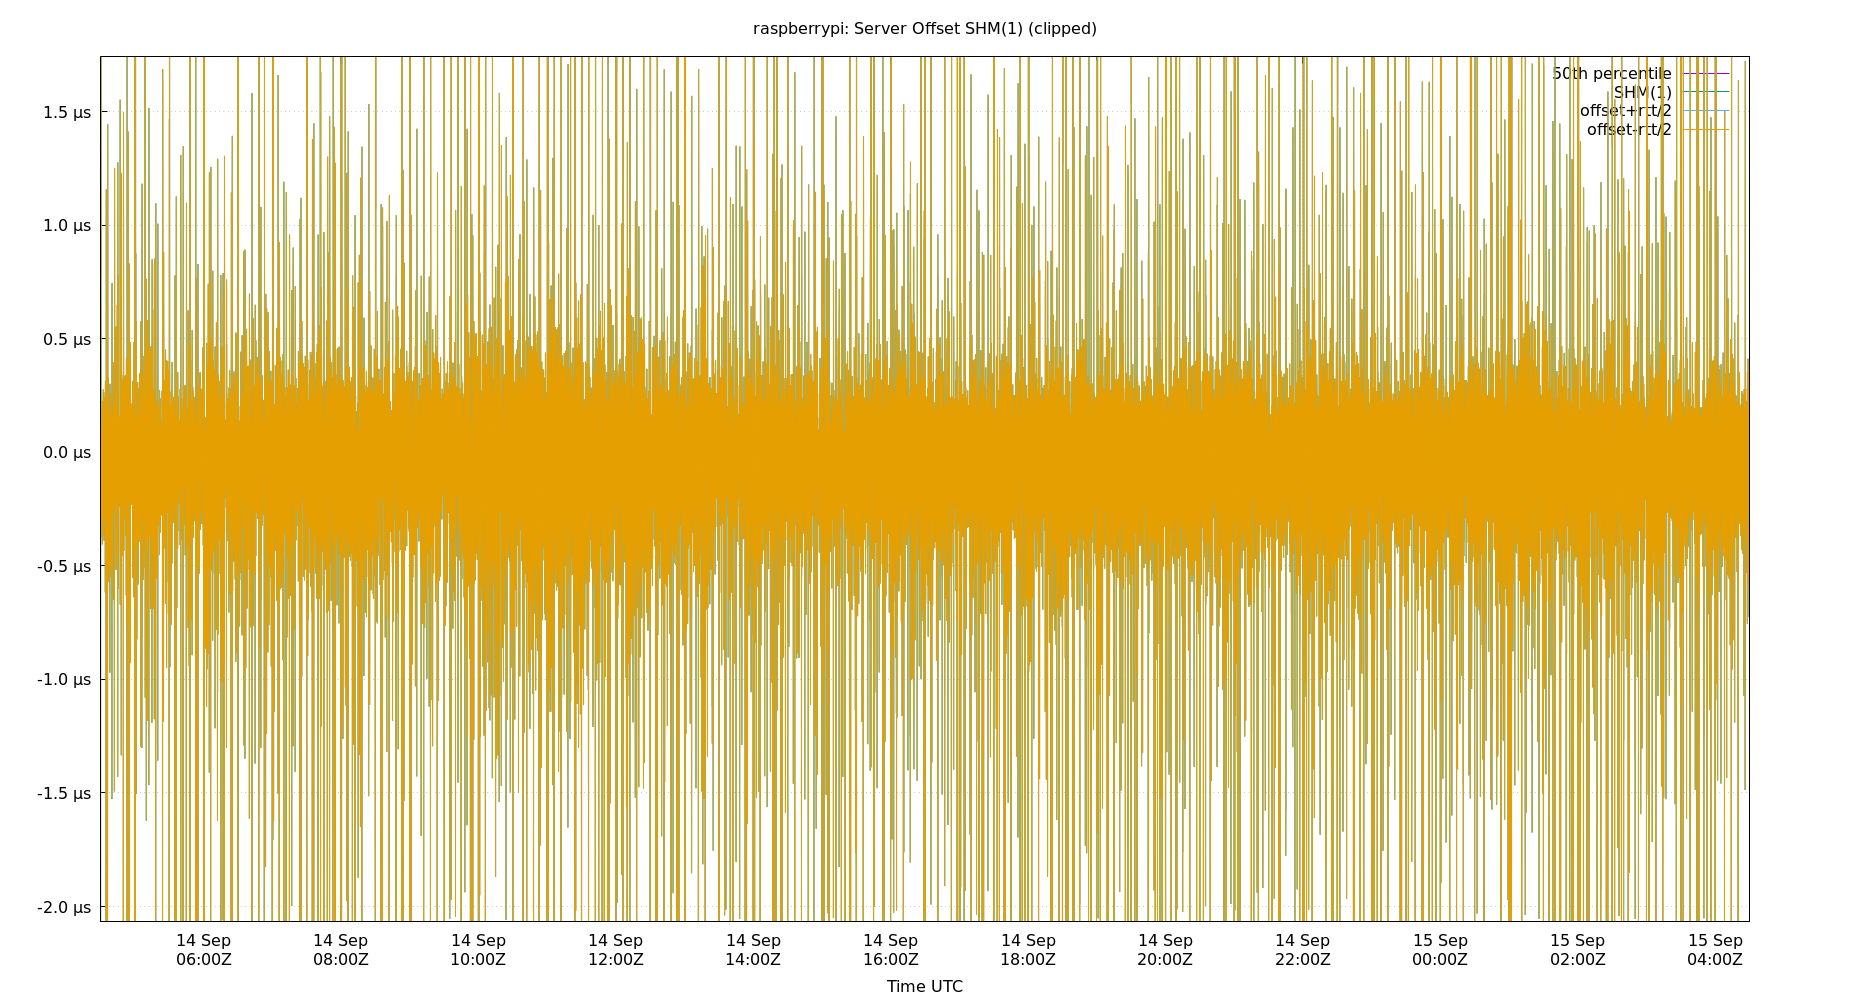 raspberrypi: Server Offset SHM(1) (clipped)
50th percentile
SHM(1)
offset+rtt/2
offset-rtt/2
1.5 µs
1.0 µs
0.5 µs
0.0 µs
-0.5 µs
-1.0 µs
-1.5 µs
-2.0 µs
14 Sep 14 Sep 14 Sep 14 Sep 14 Sep 14 Sep 14 Sep 14 Sep 14 Sep 15 Sep 15 Sep 15 Sep
06:00Z 08:00Z 10:00Z 12:00Z 14:00Z 16:00Z 18:00Z 20:00Z 22:00Z 00:00Z 02:00Z 04:00Z
Time UTC